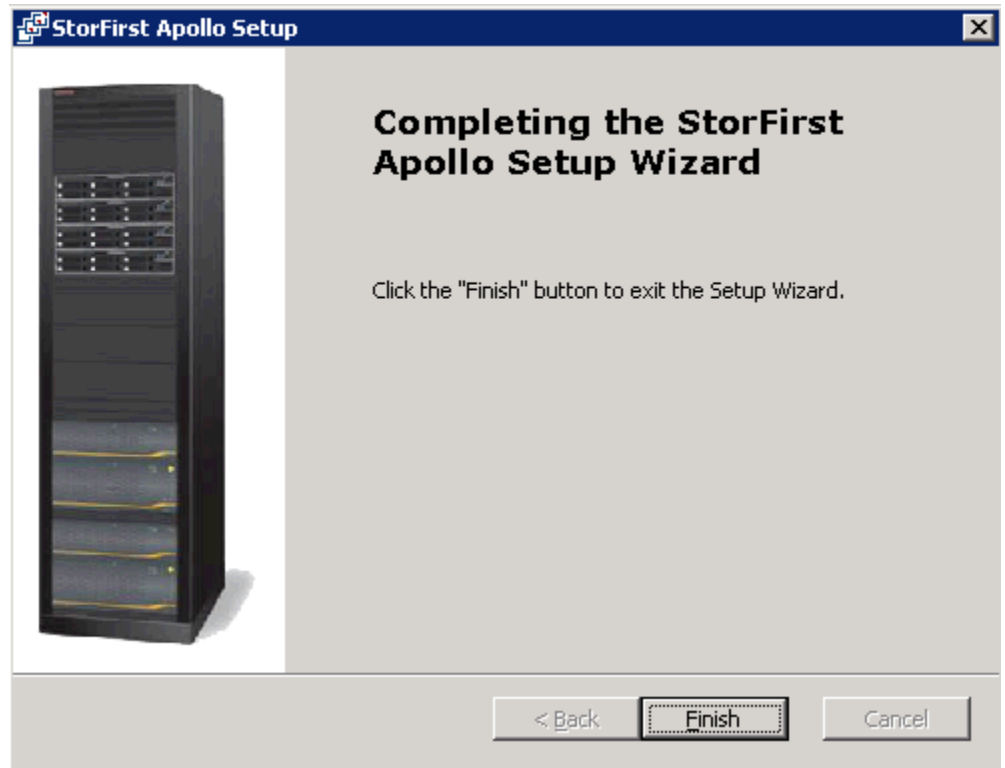 StorFirst Apollo Setup
Completing the StorFirst
Apollo Setup Wizard
Click the "Finish" button to exit the Setup Wizard.
< Back
Finish
Cancel